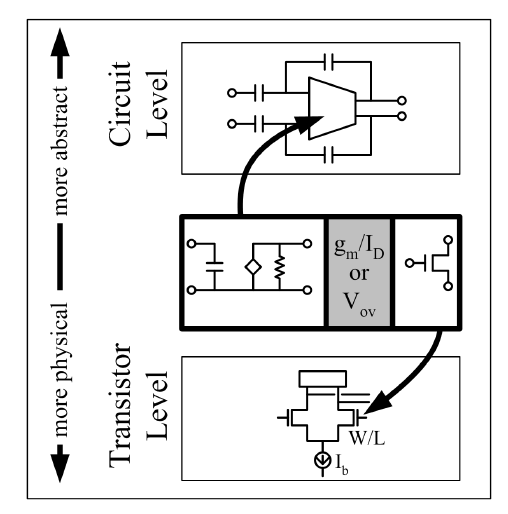 more abstract
more physical
Circuit
Level
g_m/I_D
or
V_ov
Transistor
Level
W/L
I_b